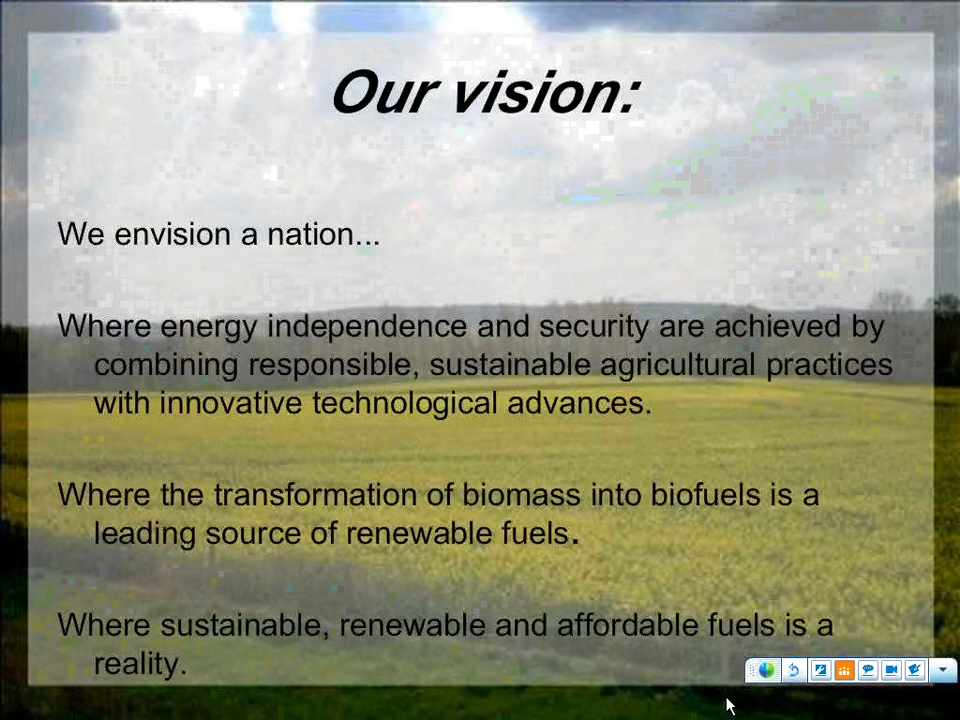 Our vision:
We envision a nation...
Where energy independence and security are achieved by
combining responsible, sustainable agricultural practices
with innovative technological advances.
Where the transformation of biomass into biofuels is a
leading source of renewable fuels.
Where sustainable, renewable and affordable fuels is a
reality.